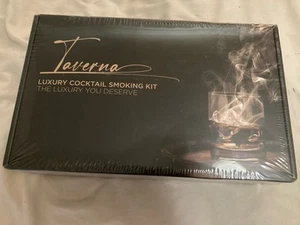 Taverna
LUXURY COCKTAIL SMOKING KIT
THE LUXURY YOU DESERVE